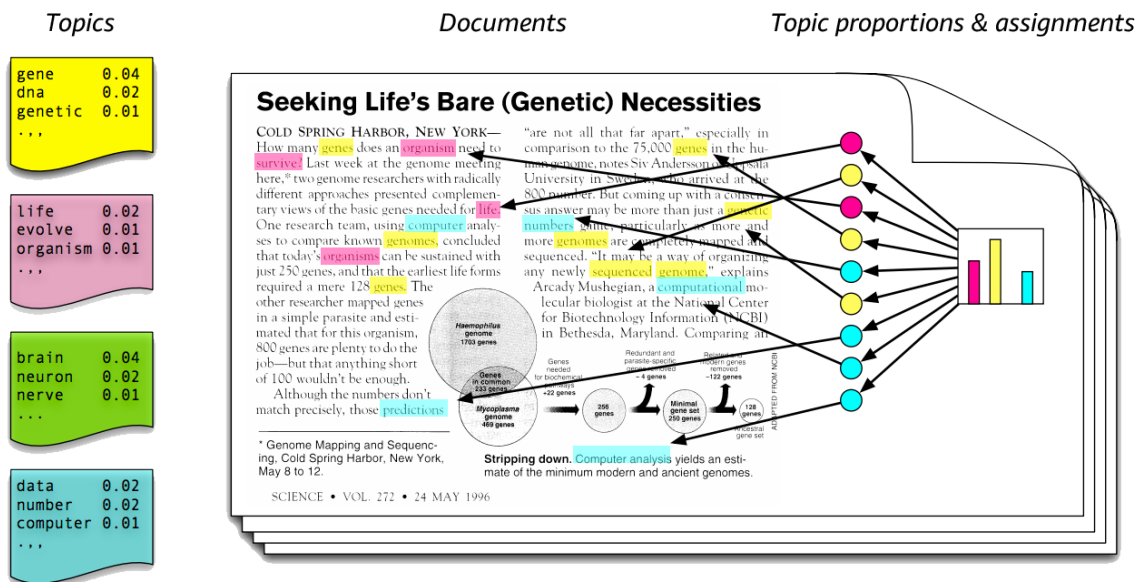 Topics
Documents
Topic proportions & assignments
gene 0.04
dna 0.02
genetic 0.01
.,,
life 0.02
evolve 0.01
organism 0.01
.,,
brain 0.04
neuron 0.02
nerve 0.01
...
data 0.02
number 0.02
computer 0.01
.,,
Seeking Life's Bare (Genetic) Necessities
COLD SPRING HARBOR, NEW YORK—
How many genes does an organism need to
survive? Last week at the genome meeting
here,* two genome researchers with radically
different approaches presented complemen-
tary views of the basic genes needed for life.
One research team, using computer analy-
ses to compare known genomes, concluded
that today's organisms can be sustained with
just 250 genes, and that the earliest life forms
required a mere 128 genes. The
other researcher mapped genes
in a simple parasite and esti-
mated that for this organism,
800 genes are plenty to do the
job—but that anything short
of 100 wouldn't be enough.
Although the numbers don't
match precisely, those predictions
* Genome Mapping and Sequenc-
ing, Cold Spring Harbor, New York,
May 8 to 12.
"are not all that far apart," especially in
comparison to the 75,000 genes in the hu-
man genome, notes Siv Andersson of Uppsala
University in Sweden, who arrived at the
800 number. But coming up with a consen-
sus answer may be more than just a genetic
numbers game, particularly as more and
more genomes are completely mapped and
sequenced. "It may be a way of organizing
any newly sequenced genome," explains
Arcady Mushegian, a computational mo-
lecular biologist at the National Center
for Biotechnology Information (NCBI)
in Bethesda, Maryland. Comparing an
Haemophilus
genome
1703 genes
Genes
in common
233 genes
Mycoplasma
genome
469 genes
Genes
needed
for biochemical
+22 genes
256
genes
Redundant and
parasite-specific
genes removed
– 4 genes
Minimal
gene set
250 genes
Related and
modern genes
removed
–122 genes
128
genes
Ancestral
gene set
ADAPTED FROM NCBI
Stripping down. Computer analysis yields an esti-
mate of the minimum modern and ancient genomes.
SCIENCE • VOL. 272 • 24 MAY 1996